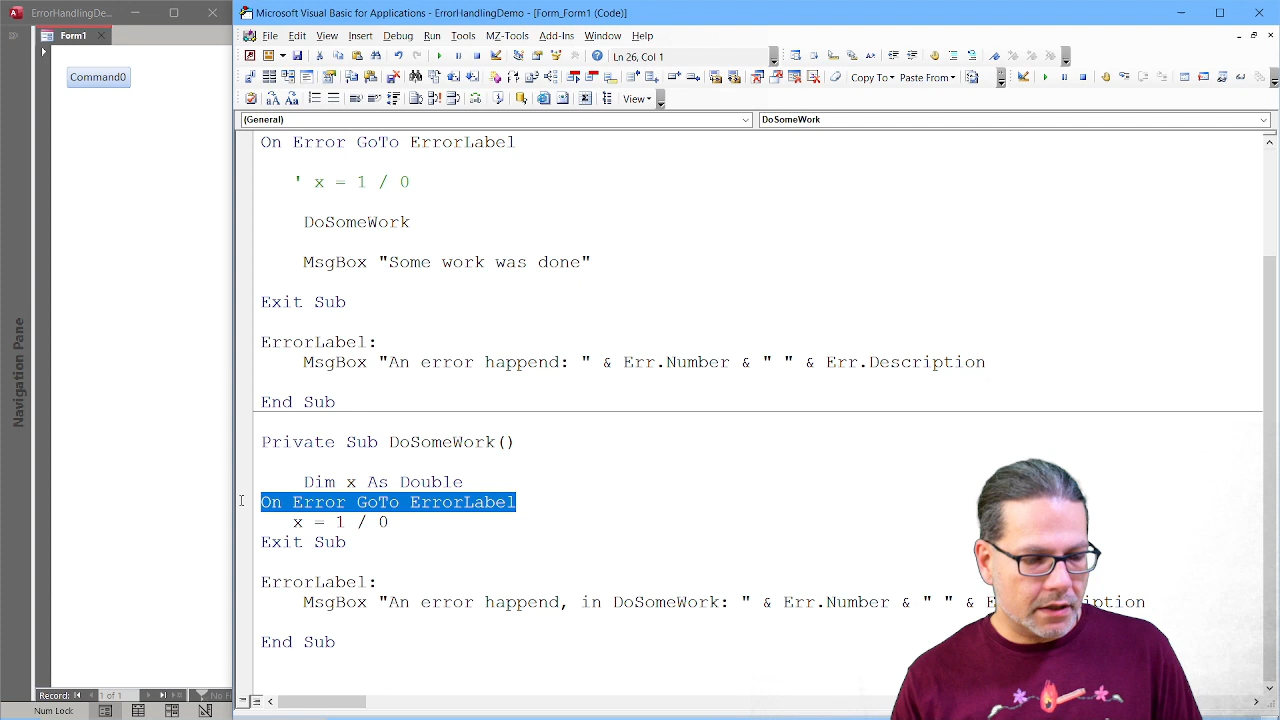 ErrorHandlingDe...
Microsoft Visual Basic for Applications - ErrorHandlingDemo - [Form_Form1 (Code)]
Form1
File Edit View Insert Debug Run Tools MZ-Tools Add-Ins Window Help
Ln 26, Col 1
Command0
Copy To Paste From
View
(General) DoSomeWork
On Error GoTo ErrorLabel
' x = 1 / 0
DoSomeWork
MsgBox "Some work was done"
Exit Sub
ErrorLabel:
MsgBox "An error happend: " & Err.Number & " " & Err.Description
End Sub
Private Sub DoSomeWork()
Dim x As Double
On Error GoTo ErrorLabel
x = 1 / 0
Exit Sub
ErrorLabel:
MsgBox "An error happend, in DoSomeWork: " & Err.Number & " " & E ription
End Sub
Navigation Pane
Record: 1 of 1 No Fi
Num Lock